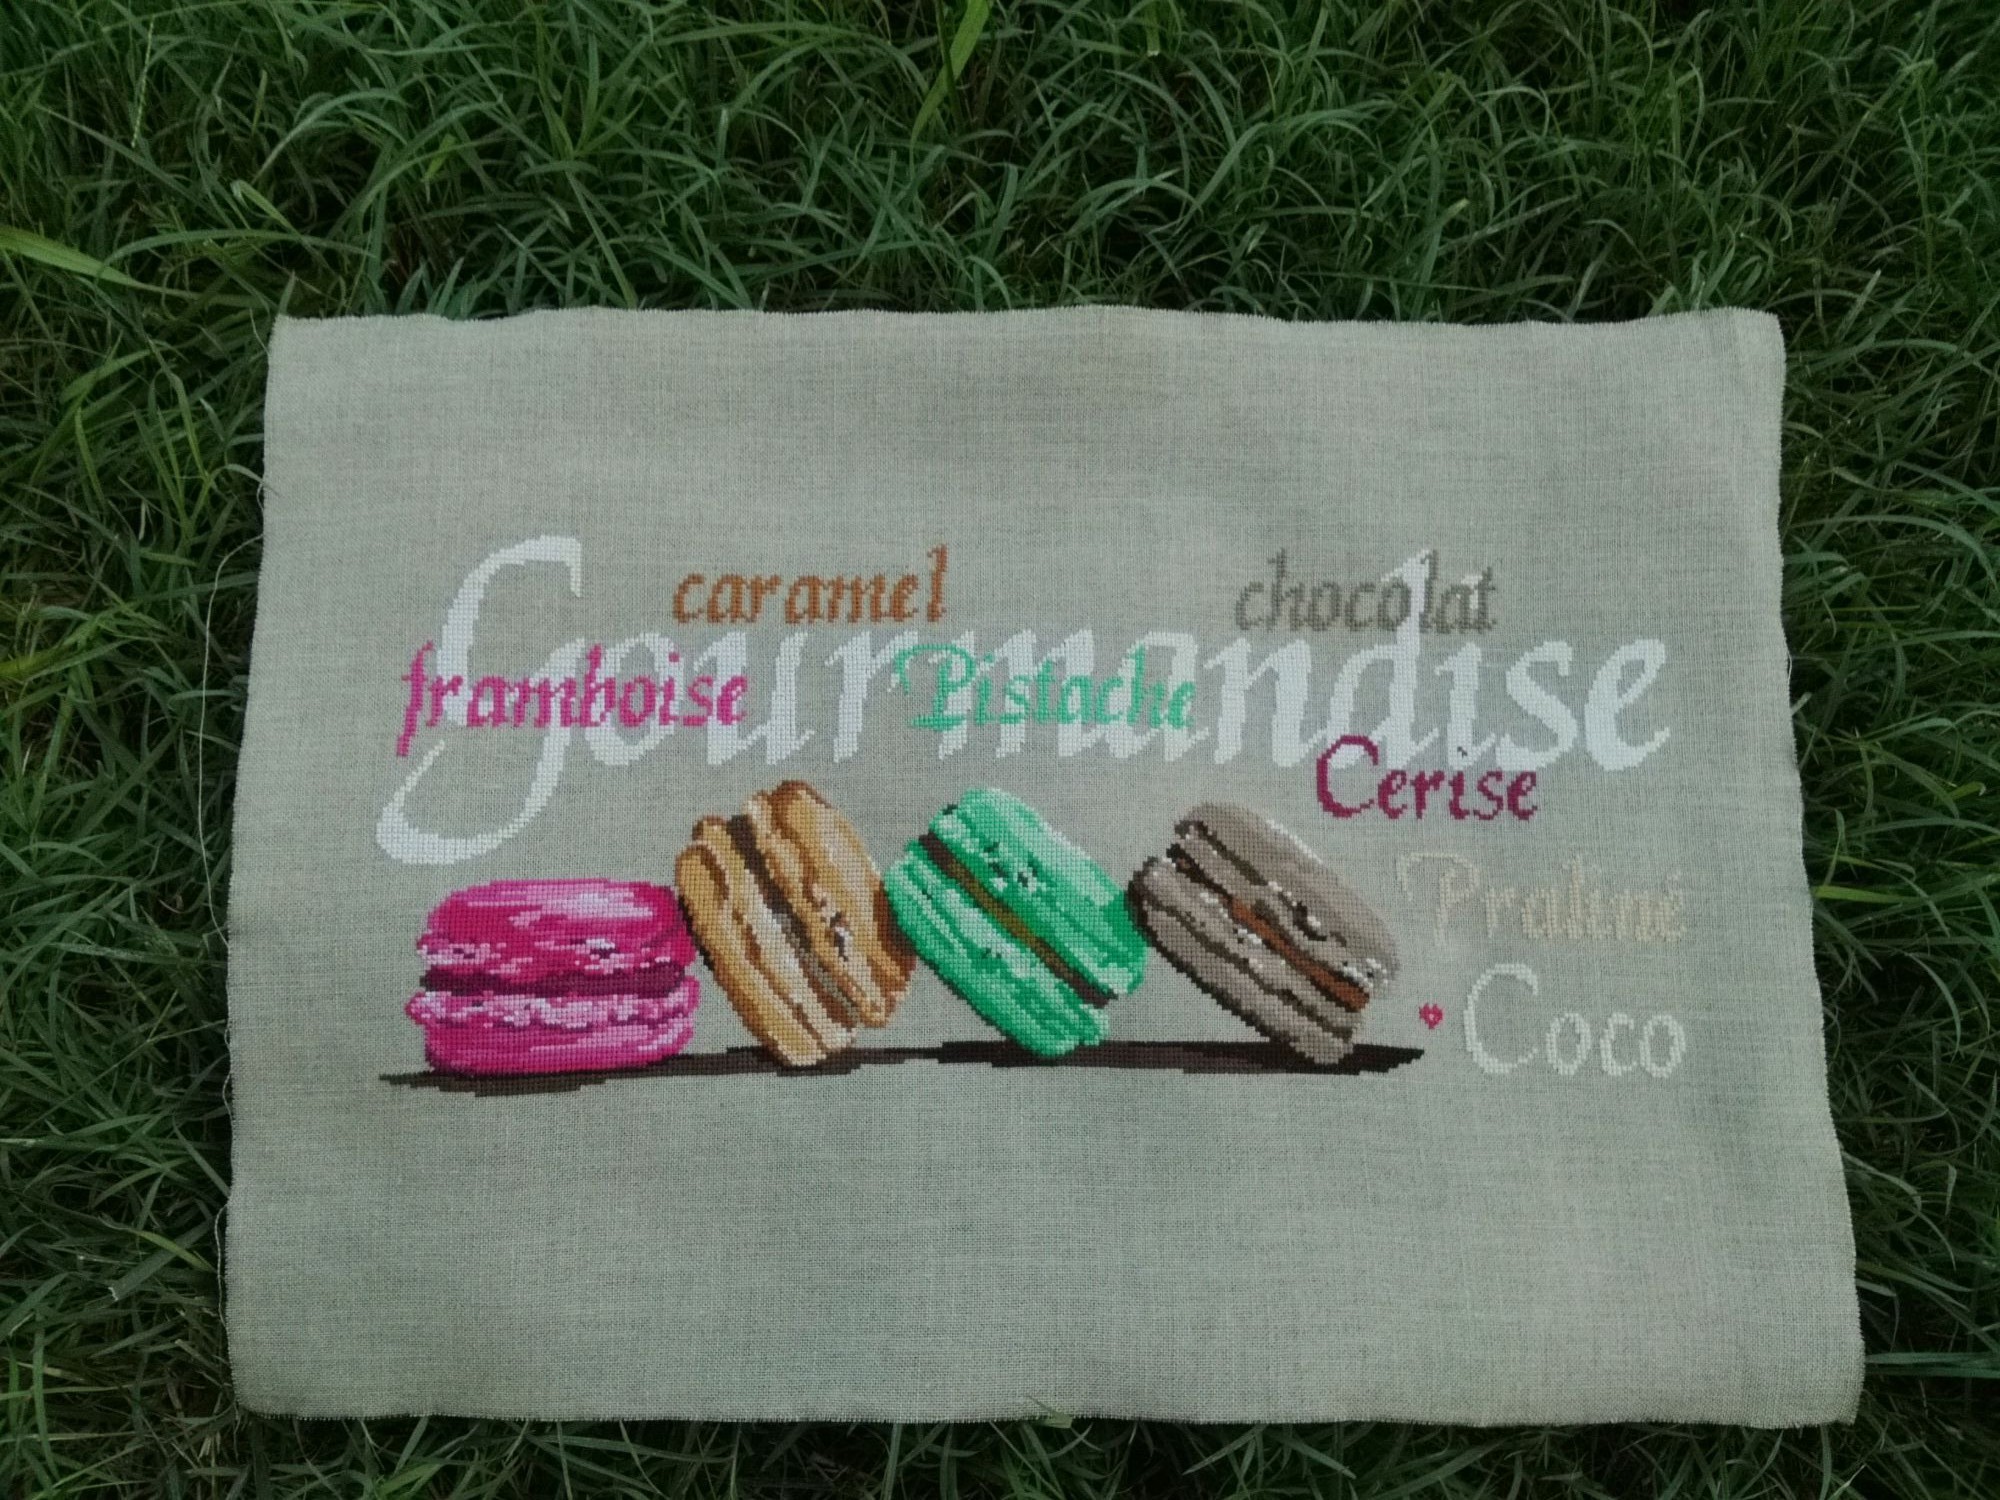 caramel
chocolat
Gourmandise
framboise
Pistache
Cerise
Praliné
Coco